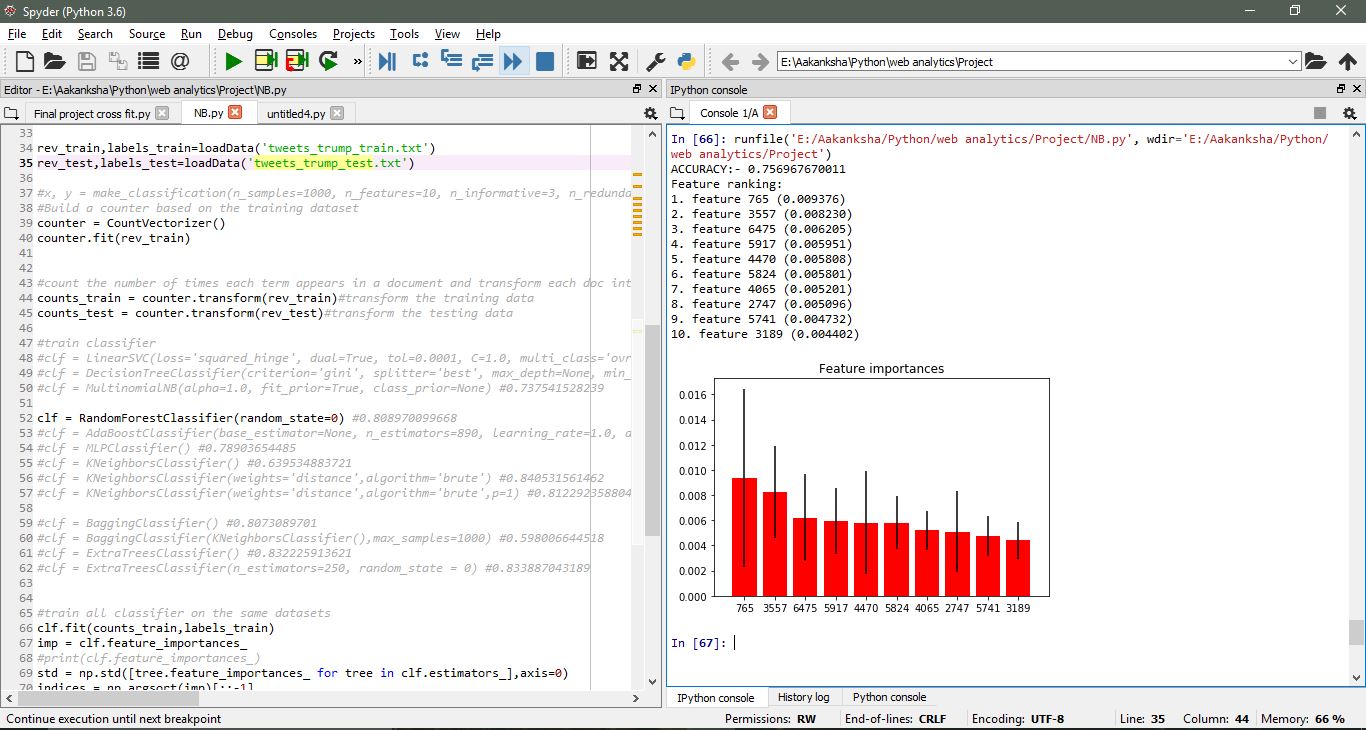 Spyder (Python 3.6)
File Edit Search Source Run Debug Consoles Projects Tools View Help
E:\Aakanksha\Python\web analytics\Project
Editor - E:\Aakanksha\Python\web analytics\Project\NB.py
Final project cross fit.py NB.py untitled4.py
33
34 rev_train,labels_train=loadData('tweets_trump_train.txt')
35 rev_test,labels_test=loadData('tweets_trump_test.txt')
36
37 #x, y = make_classification(n_samples=1000, n_features=10, n_informative=3, n_redunda
38 #Build a counter based on the training dataset
39 counter = CountVectorizer()
40 counter.fit(rev_train)
41
42
43 #count the number of times each term appears in a document and transform each doc int
44 counts_train = counter.transform(rev_train)#transform the training data
45 counts_test = counter.transform(rev_test)#transform the testing data
46
47 #train classifier
48 #clf = LinearSVC(loss='squared_hinge', dual=True, tol=0.0001, C=1.0, multi_class='ovr
49 #clf = DecisionTreeClassifier(criterion='gini', splitter='best', max_depth=None, min_
50 #clf = MultinomialNB(alpha=1.0, fit_prior=True, class_prior=None) #0.737541528239
51
52 clf = RandomForestClassifier(random_state=0) #0.808970099668
53 #clf = AdaBoostClassifier(base_estimator=None, n_estimators=890, learning_rate=1.0, a
54 #clf = MLPClassifier() #0.78903654485
55 #clf = KNeighborsClassifier() #0.639534883721
56 #clf = KNeighborsClassifier(weights='distance',algorithm='brute') #0.840531561462
57 #clf = KNeighborsClassifier(weights='distance',algorithm='brute',p=1) #0.812292358804
58
59 #clf = BaggingClassifier() #0.8073089701
60 #clf = BaggingClassifier(KNeighborsClassifier(),max_samples=1000) #0.598006644518
61 #clf = ExtraTreesClassifier() #0.832225913621
62 #clf = ExtraTreesClassifier(n_estimators=250, random_state = 0) #0.833887043189
63
64
65 #train all classifier on the same datasets
66 clf.fit(counts_train,labels_train)
67 imp = clf.feature_importances_
68 #print(clf.feature_importances_)
69 std = np.std([tree.feature_importances_ for tree in clf.estimators_],axis=0)
70 indices = np.argsort(imp)[::-1]
IPython console
Console 1/A
In [66]: runfile('E:/Aakanksha/Python/web analytics/Project/NB.py', wdir='E:/Aakanksha/Python/
web analytics/Project')
ACCURACY:- 0.756967670011
Feature ranking:
1. feature 765 (0.009376)
2. feature 3557 (0.008230)
3. feature 6475 (0.006205)
4. feature 5917 (0.005951)
5. feature 4470 (0.005808)
6. feature 5824 (0.005801)
7. feature 4065 (0.005201)
8. feature 2747 (0.005096)
9. feature 5741 (0.004732)
10. feature 3189 (0.004402)
Feature importances
0.016
0.014
0.012
0.010
0.008
0.006
0.004
0.002
0.000
765 3557 6475 5917 4470 5824 4065 2747 5741 3189
In [67]:
IPython console History log Python console
Continue execution until next breakpoint Permissions: RW End-of-lines: CRLF Encoding: UTF-8 Line: 35 Column: 44 Memory: 66 %